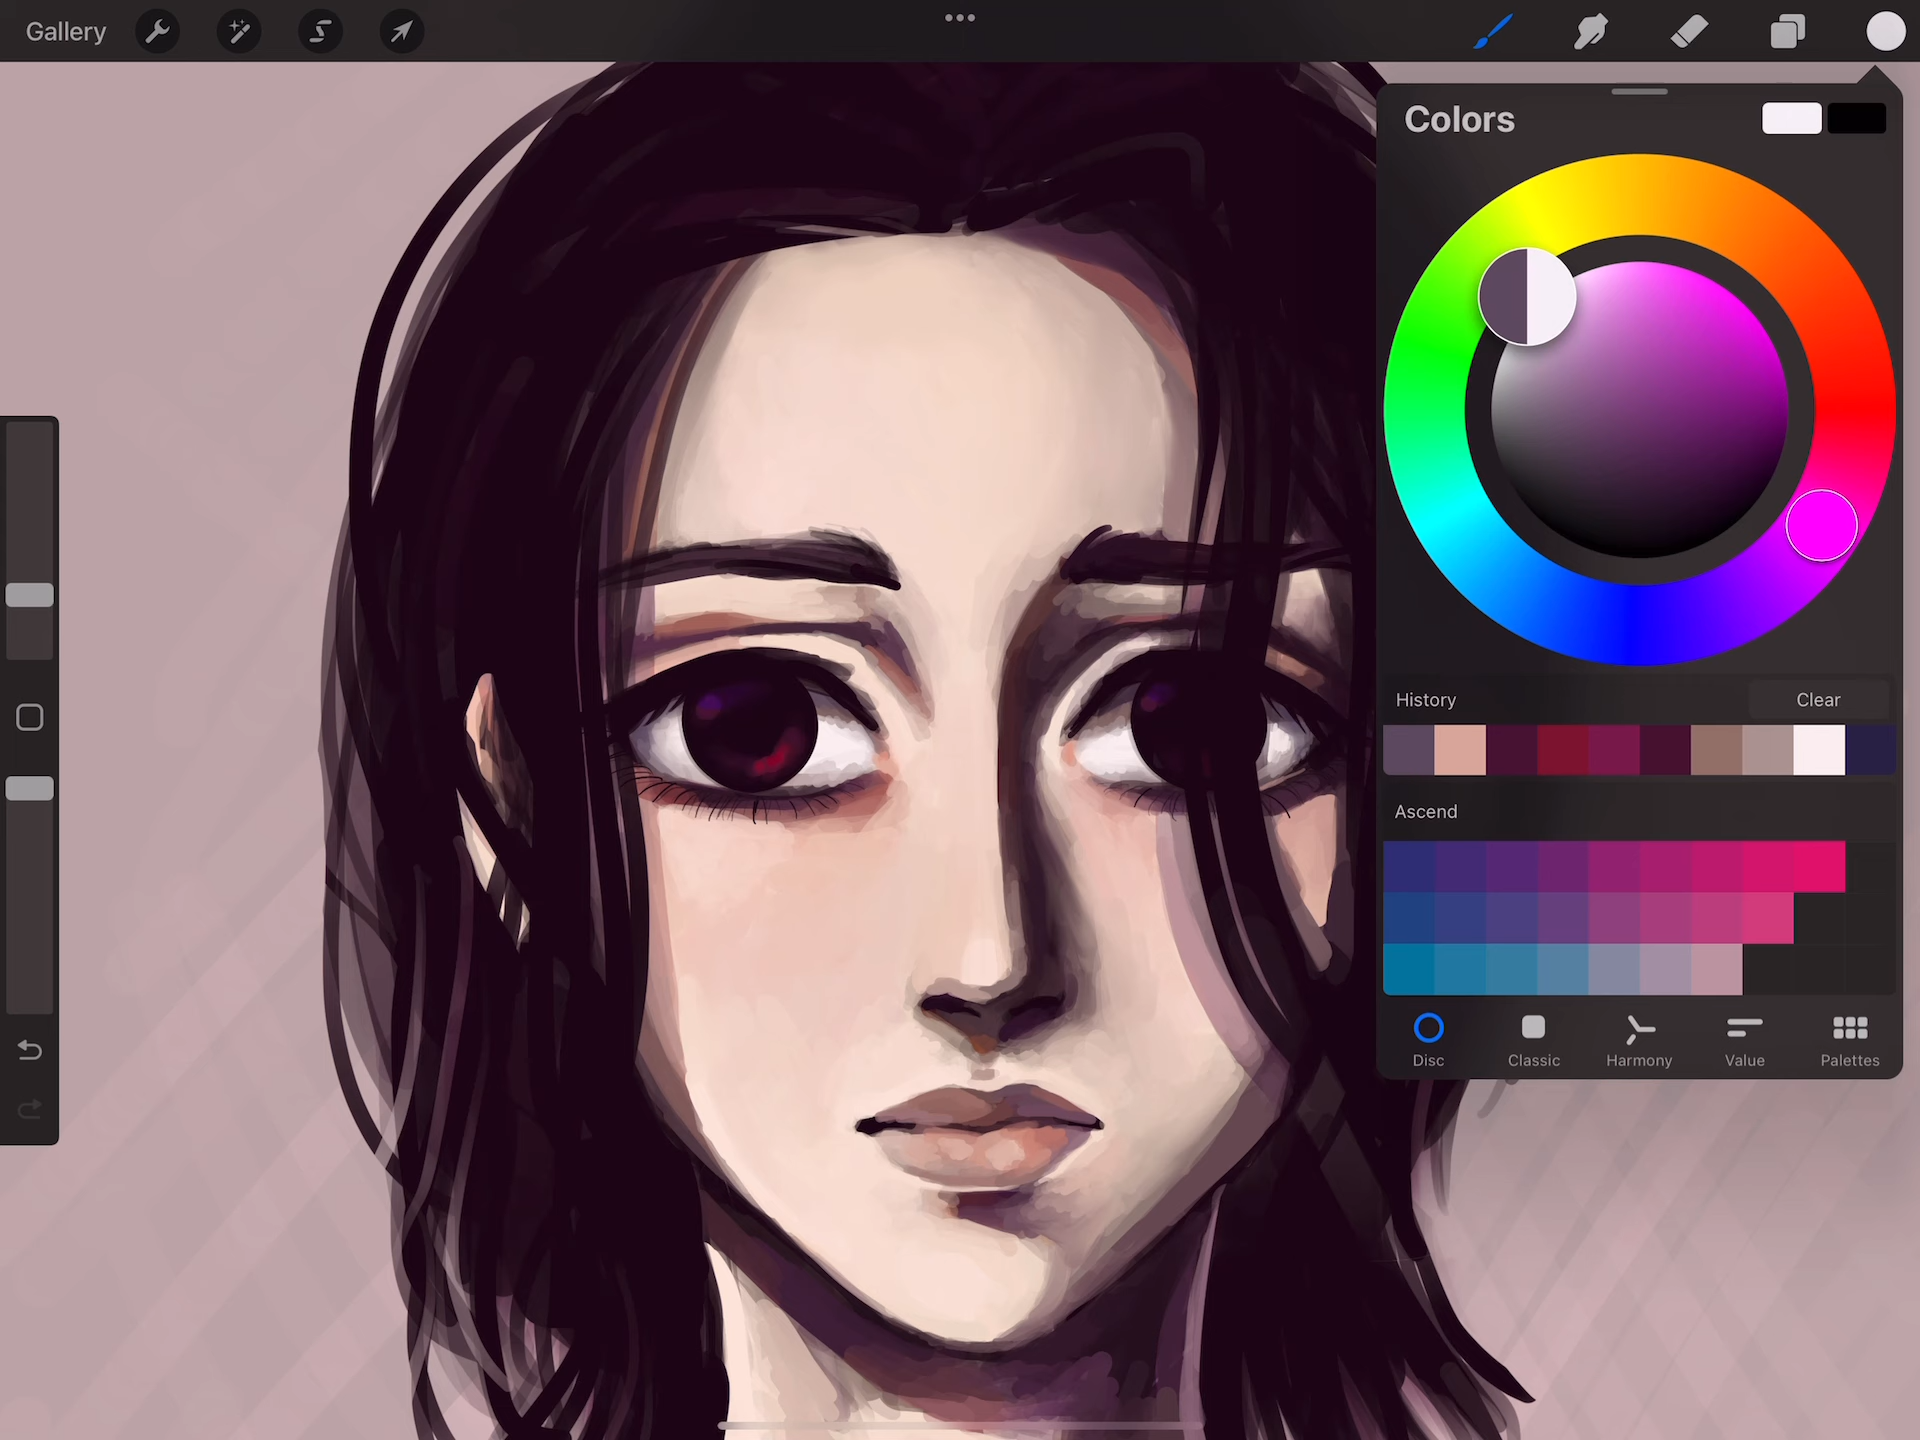 Gallery
Colors
History
Clear
Ascend
Disc
Classic
Harmony
Value
Palettes